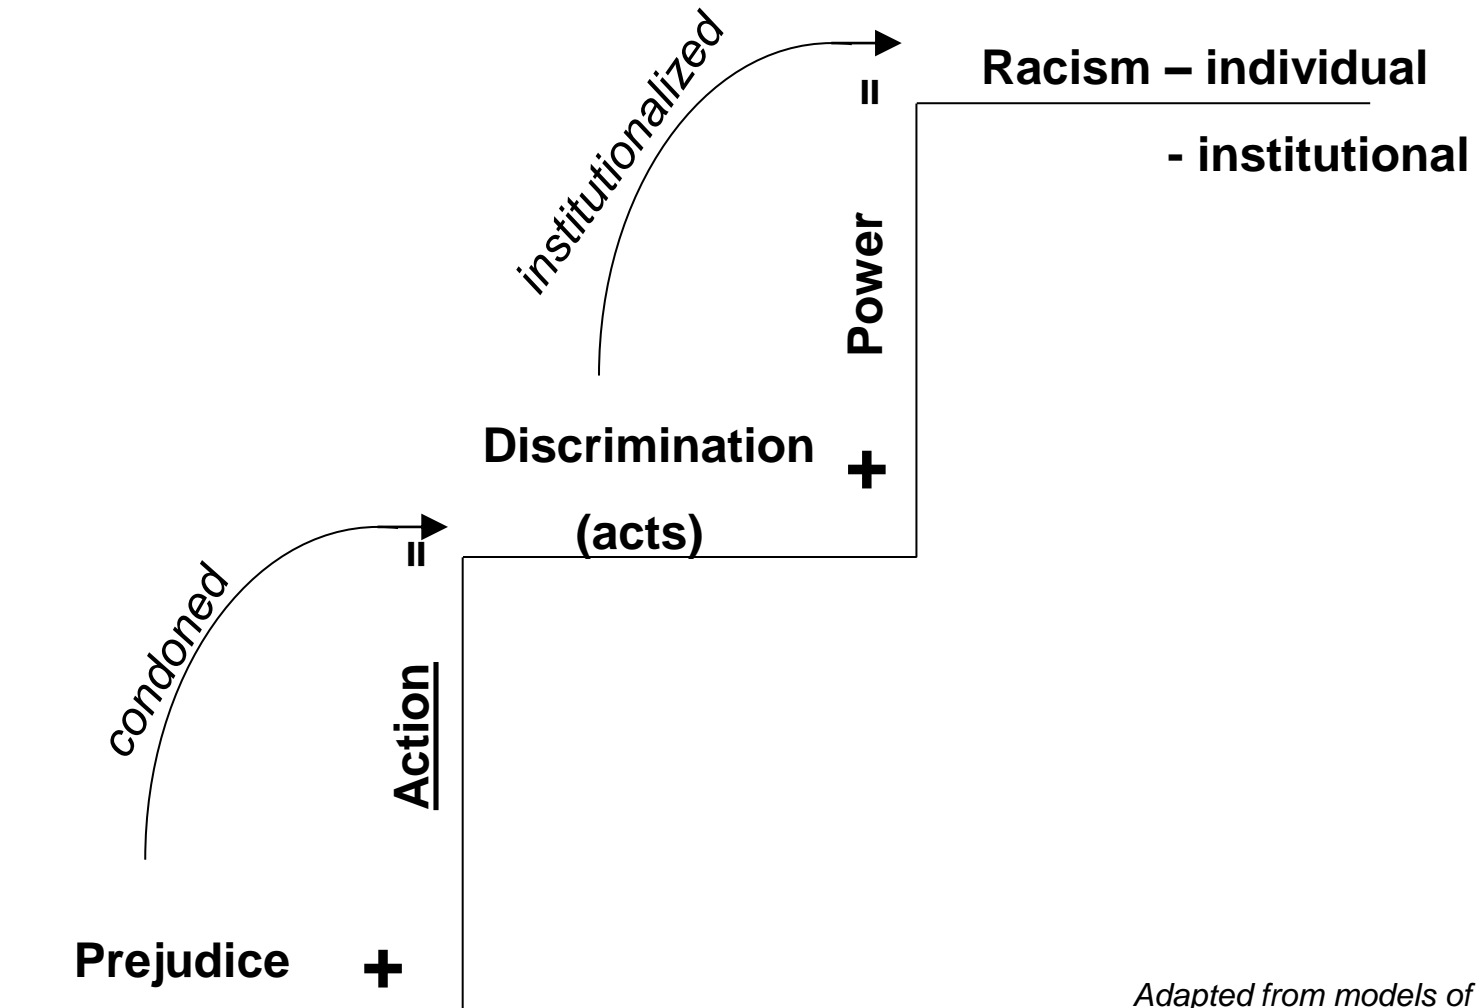 Racism – individual
- institutional
institutionalized
=
Power
+
Discrimination
(acts)
condoned
=
Action
Prejudice +
Adapted from models of